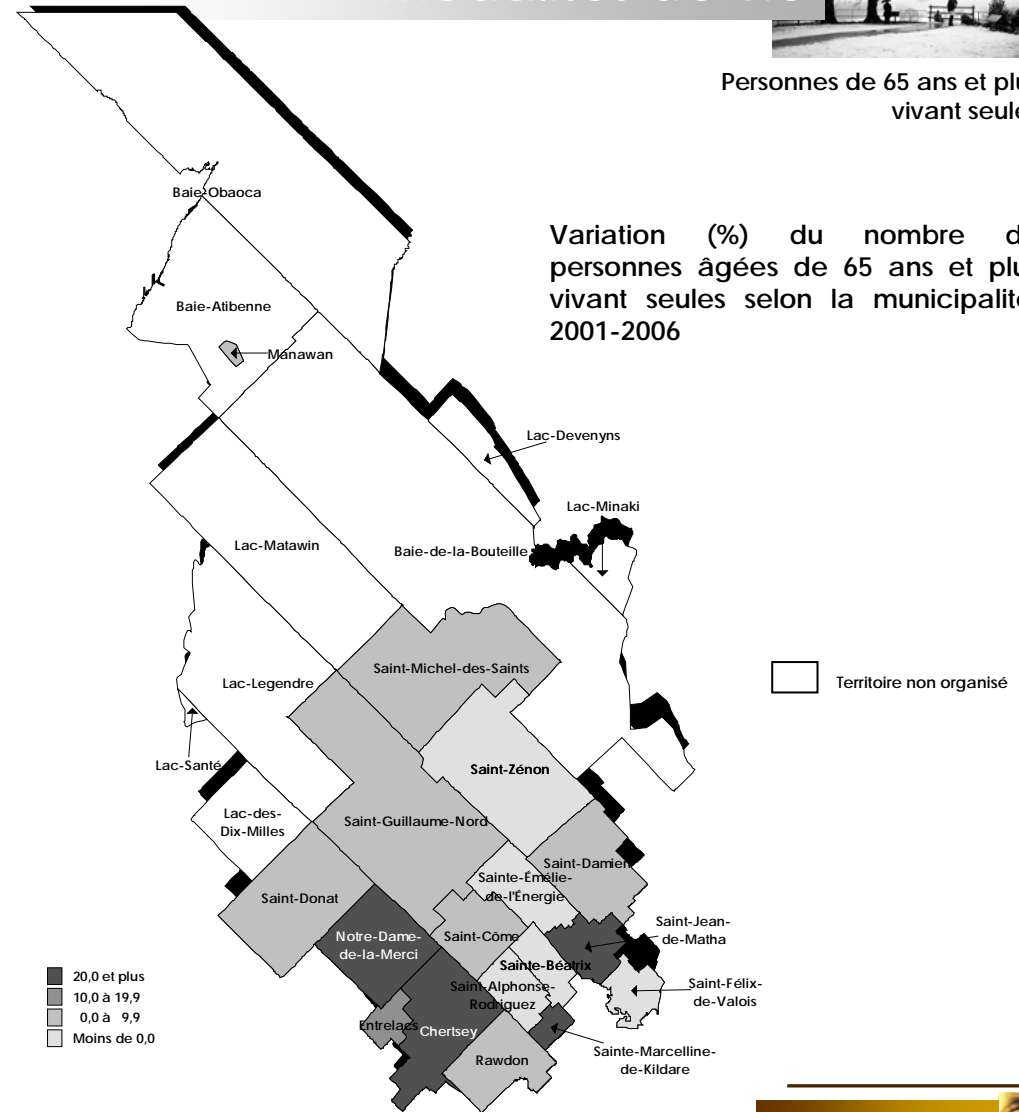 Personnes de 65 ans et plu
vivant seule
Variation (%) du nombre d
personnes âgées de 65 ans et plu
vivant seules selon la municipalité
2001-2006
Baie-Obaoca
Baie-Atibenne
Manawan
Lac-Devenyns
Lac-Minaki
Lac-Matawin
Baie-de-la-Bouteille
Saint-Michel-des-Saints
Lac-Legendre
Territoire non organisé
Lac-Santé
Saint-Zénon
Lac-des-
Dix-Milles
Saint-Guillaume-Nord
Saint-Damien
Sainte-Émélie-
de-l'Énergie
Saint-Donat
Notre-Dame-
de-la-Merci
Saint-Côme
Saint-Jean-
de-Matha
Sainte-Béatrix
Saint-Alphonse-
Rodriguez
Saint-Félix-
de-Valois
20,0 et plus
10,0 à 19,9
0,0 à 9,9
Moins de 0,0
Entrelacs
Chertsey
Rawdon
Sainte-Marcelline-
de-Kildare